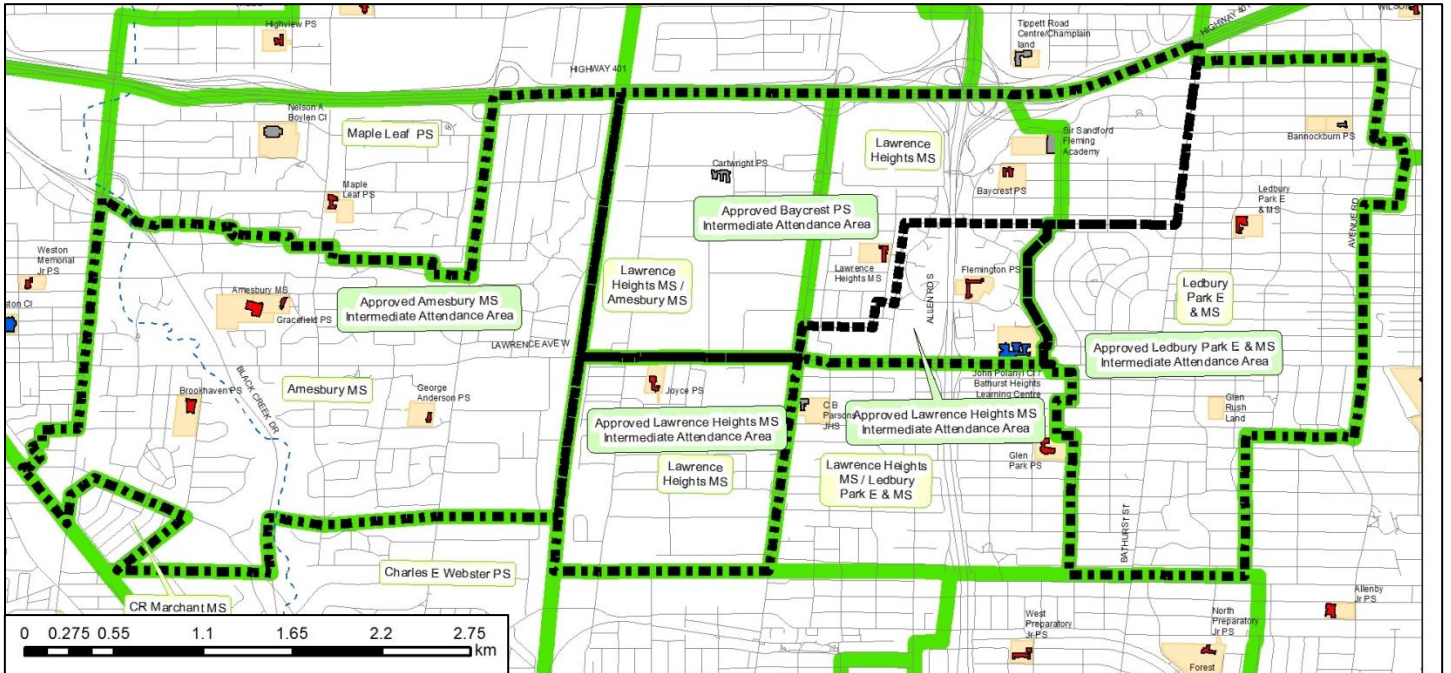 Highview PS
HIGHWAY 401
Tippett Road
Centre/Champlain
land
HIGHWAY 401
WILSON
Nelson A
Boylen CI
Maple Leaf PS
Lawrence
Heights MS
Sir Sandford
Fleming
Academy
Bannockburn PS
Cartwright PS
Maple
Leaf PS
Baycrest PS
Ledbury
Park E
& MS
Approved Baycrest PS
Intermediate Attendance Area
AVENUE RD
Weston
Memorial
Jr PS
Lawrence
Heights MS /
Amesbury MS
Lawrence
Heights MS
Flemington PS
ALLEN RD S
Ledbury
Park E
& MS
Amesbury MS
Gracefield PS
Approved Amesbury MS
Intermediate Attendance Area
LAWRENCE AVE W
Approved Ledbury Park E & MS
Intermediate Attendance Area
BLACK CREEK DR
Brookhaven PS
Amesbury MS
George
Anderson PS
Joyce PS
John Polanyi CI /
Bathurst Heights
Learning Centre
C B
Parsons
JHS
Approved Lawrence Heights MS
Intermediate Attendance Area
Approved Lawrence Heights MS
Intermediate Attendance Area
Glen
Rush
Land
Glen
Park PS
Lawrence
Heights MS
Lawrence Heights
MS / Ledbury
Park E & MS
BATHURST ST
Charles E Webster PS
CR Marchant MS
Allenby
Jr PS
West
Preparatory
Jr PS
North
Preparatory
Jr PS
Forest
0 0.275 0.55 1.1 1.65 2.2 2.75
km